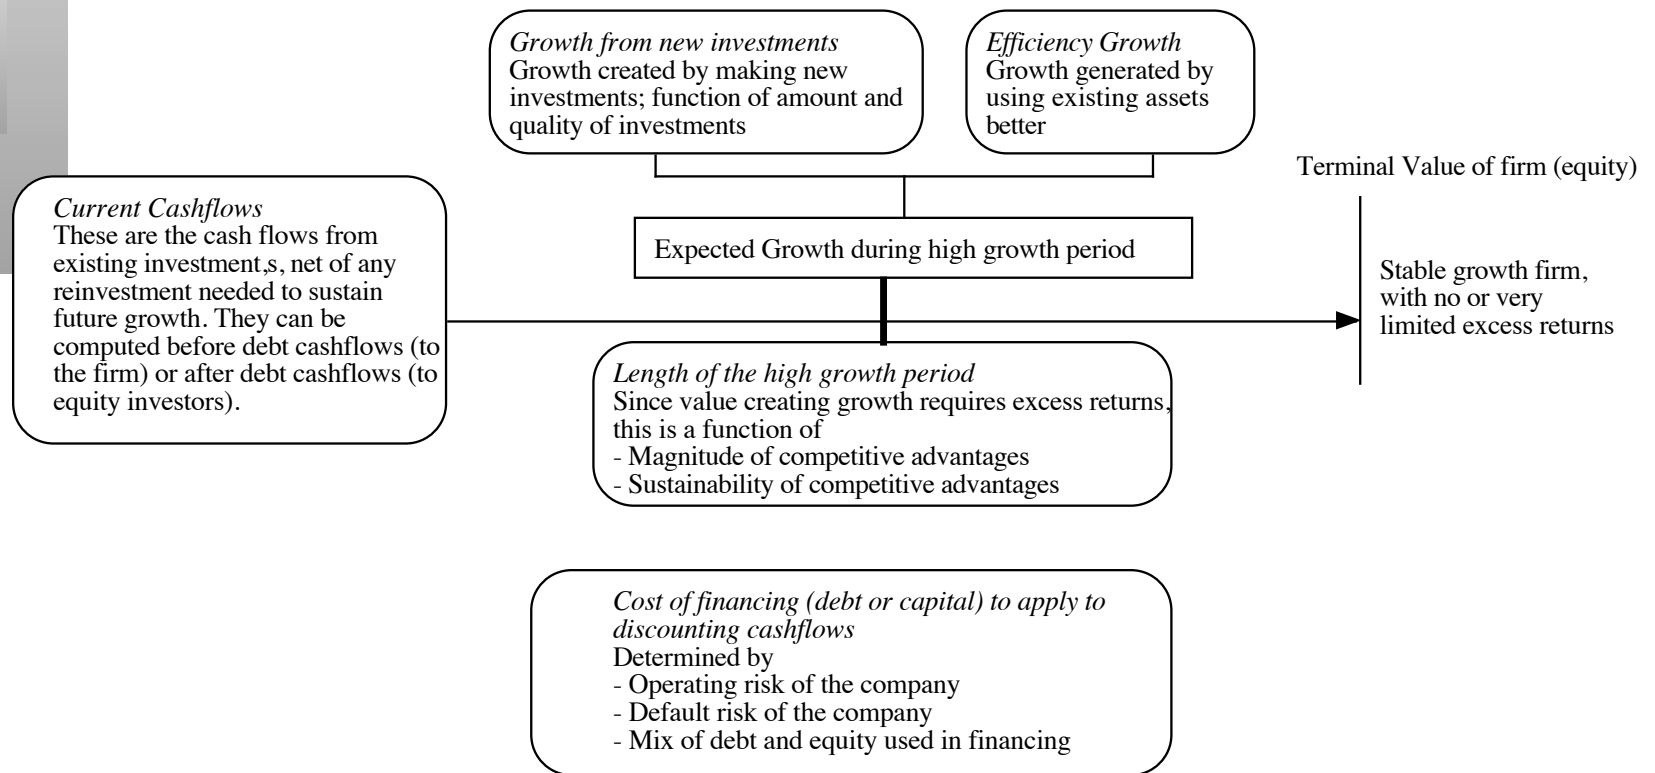 Growth from new investments
Growth created by making new
investments; function of amount and
quality of investments
Efficiency Growth
Growth generated by
using existing assets
better
Terminal Value of firm (equity)
Current Cashflows
These are the cash flows from
existing investment,s, net of any
reinvestment needed to sustain
future growth. They can be
computed before debt cashflows (to
the firm) or after debt cashflows (to
equity investors).
Expected Growth during high growth period
Stable growth firm,
with no or very
limited excess returns
Length of the high growth period
Since value creating growth requires excess returns,
this is a function of
- Magnitude of competitive advantages
- Sustainability of competitive advantages
Cost of financing (debt or capital) to apply to
discounting cashflows
Determined by
- Operating risk of the company
- Default risk of the company
- Mix of debt and equity used in financing